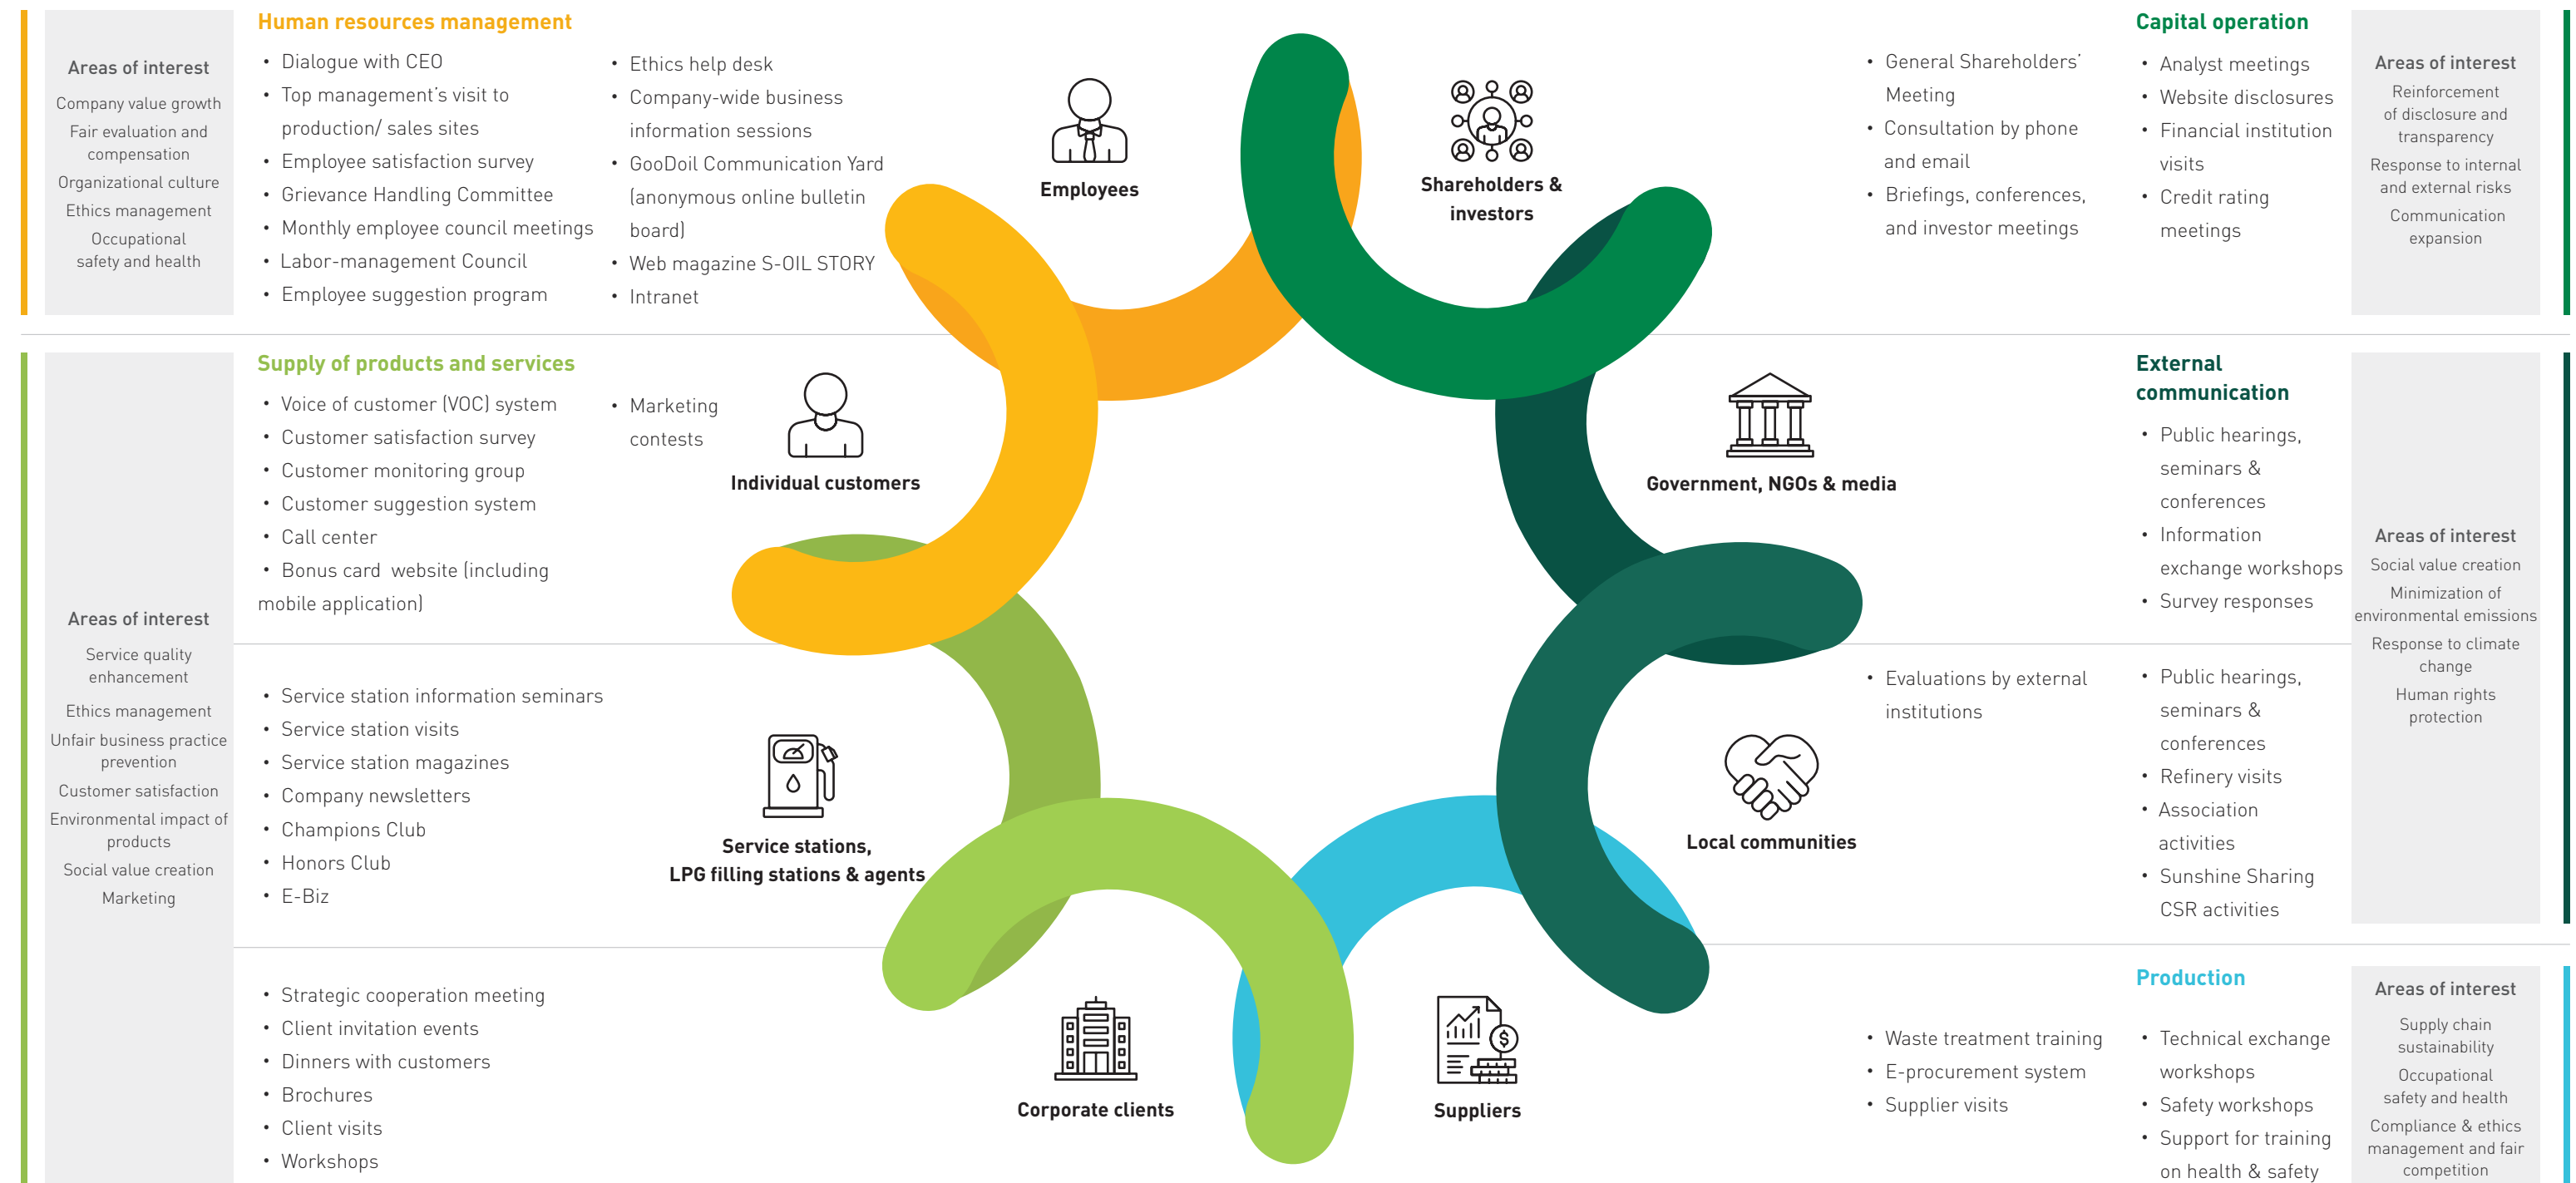 Areas of interest
Company value growth
Fair evaluation and
compensation
Organizational culture
Ethics management
Occupational
safety and health
Human resources management
• Dialogue with CEO
• Top management's visit to
production/ sales sites
• Employee satisfaction survey
• Grievance Handling Committee
• Monthly employee council meetings
• Labor-management Council
• Employee suggestion program
• Ethics help desk
• Company-wide business
information sessions
• GooDoil Communication Yard
(anonymous online bulletin
board)
• Web magazine S-OIL STORY
• Intranet
Employees
Shareholders &
investors
• General Shareholders'
Meeting
• Consultation by phone
and email
• Briefings, conferences,
and investor meetings
Capital operation
• Analyst meetings
• Website disclosures
• Financial institution
visits
• Credit rating
meetings
Areas of interest
Reinforcement
of disclosure and
transparency
Response to internal
and external risks
Communication
expansion
Areas of interest
Service quality
enhancement
Ethics management
Unfair business practice
prevention
Customer satisfaction
Environmental impact of
products
Social value creation
Marketing
Supply of products and services
• Voice of customer (VOC) system
• Customer satisfaction survey
• Customer monitoring group
• Customer suggestion system
• Call center
• Bonus card website (including
mobile application)
• Marketing
contests
Individual customers
Government, NGOs & media
External
communication
• Public hearings,
seminars &
conferences
• Information
exchange workshops
• Survey responses
Areas of interest
Social value creation
Minimization of
environmental emissions
Response to climate
change
Human rights
protection
• Service station information seminars
• Service station visits
• Service station magazines
• Company newsletters
• Champions Club
• Honors Club
• E-Biz
Service stations,
LPG filling stations & agents
Local communities
• Evaluations by external
institutions
• Public hearings,
seminars &
conferences
• Refinery visits
• Association
activities
• Sunshine Sharing
CSR activities
• Strategic cooperation meeting
• Client invitation events
• Dinners with customers
• Brochures
• Client visits
• Workshops
Corporate clients
$
Suppliers
• Waste treatment training
• E-procurement system
• Supplier visits
Production
• Technical exchange
workshops
• Safety workshops
• Support for training
on health & safety
Areas of interest
Supply chain
sustainability
Occupational
safety and health
Compliance & ethics
management and fair
competition